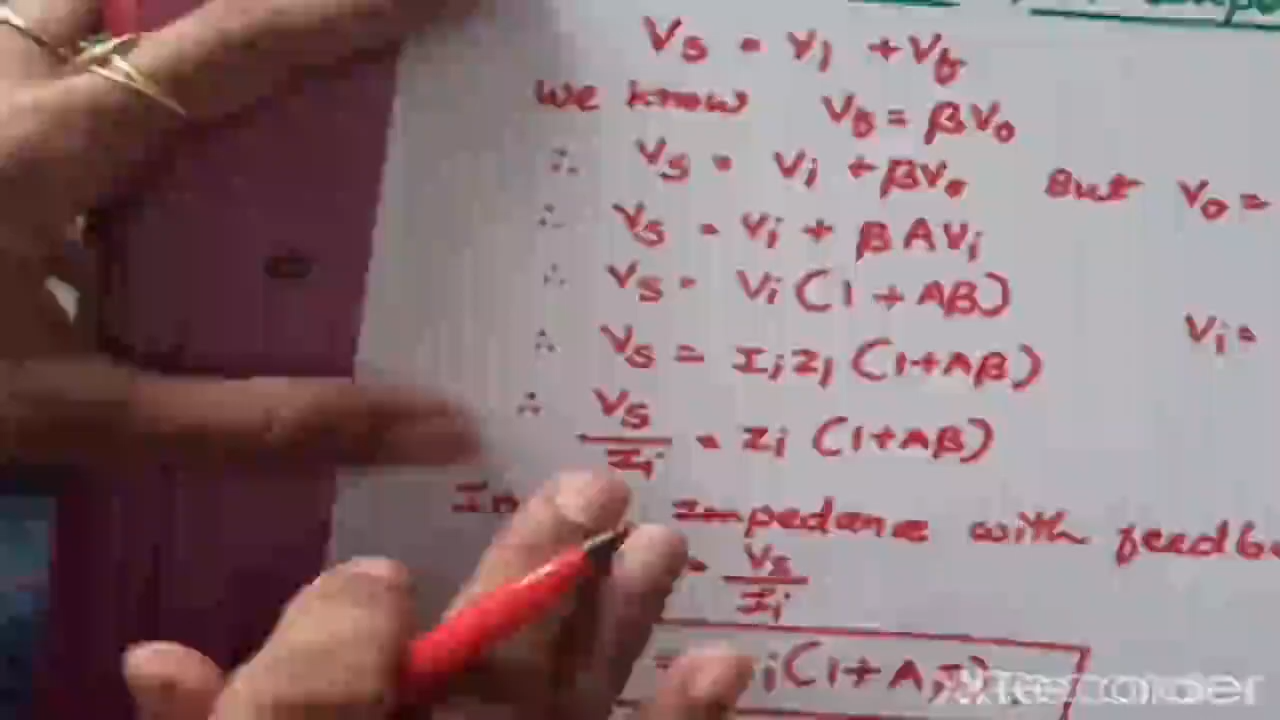 Vs = Vi + Vf
We know Vf = βVo
∴ Vs = Vi + βVo But Vo =
∴ Vs = Vi + βAVi
∴ Vs = Vi (1 + Aβ)
Vi =
∴ Vs = IiZi (1+Aβ)
∴ Vs/Ii = Zi (1+Aβ)
Impedance with feedb
= Vs/Ii
= i(1+A